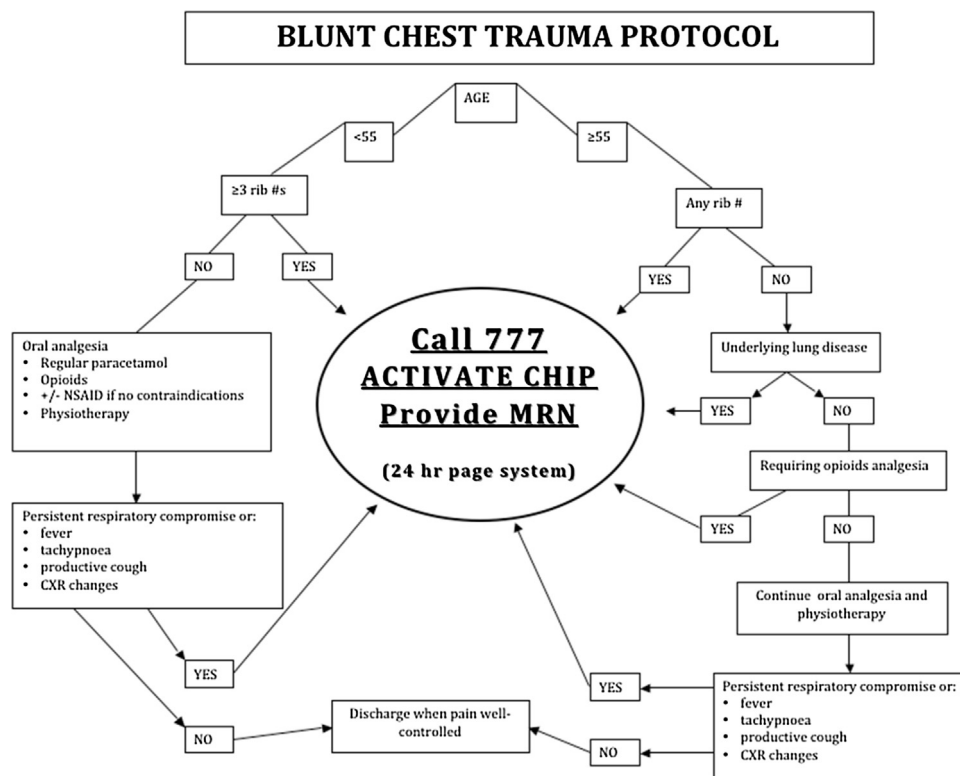 BLUNT CHEST TRAUMA PROTOCOL
AGE
<55
≥55
≥3 rib #s
Any rib #
NO
YES
YES
NO
Call 777
ACTIVATE CHIP
Provide MRN
(24 hr page system)
Oral analgesia
• Regular paracetamol
• Opioids
• +/- NSAID if no contraindications
• Physiotherapy
Underlying lung disease
YES
NO
Requiring opioids analgesia
YES
NO
Persistent respiratory compromise or:
• fever
• tachypnoea
• productive cough
• CXR changes
Continue oral analgesia and
physiotherapy
YES
NO
Discharge when pain well-
controlled
YES
NO
Persistent respiratory compromise or:
• fever
• tachypnoea
• productive cough
• CXR changes